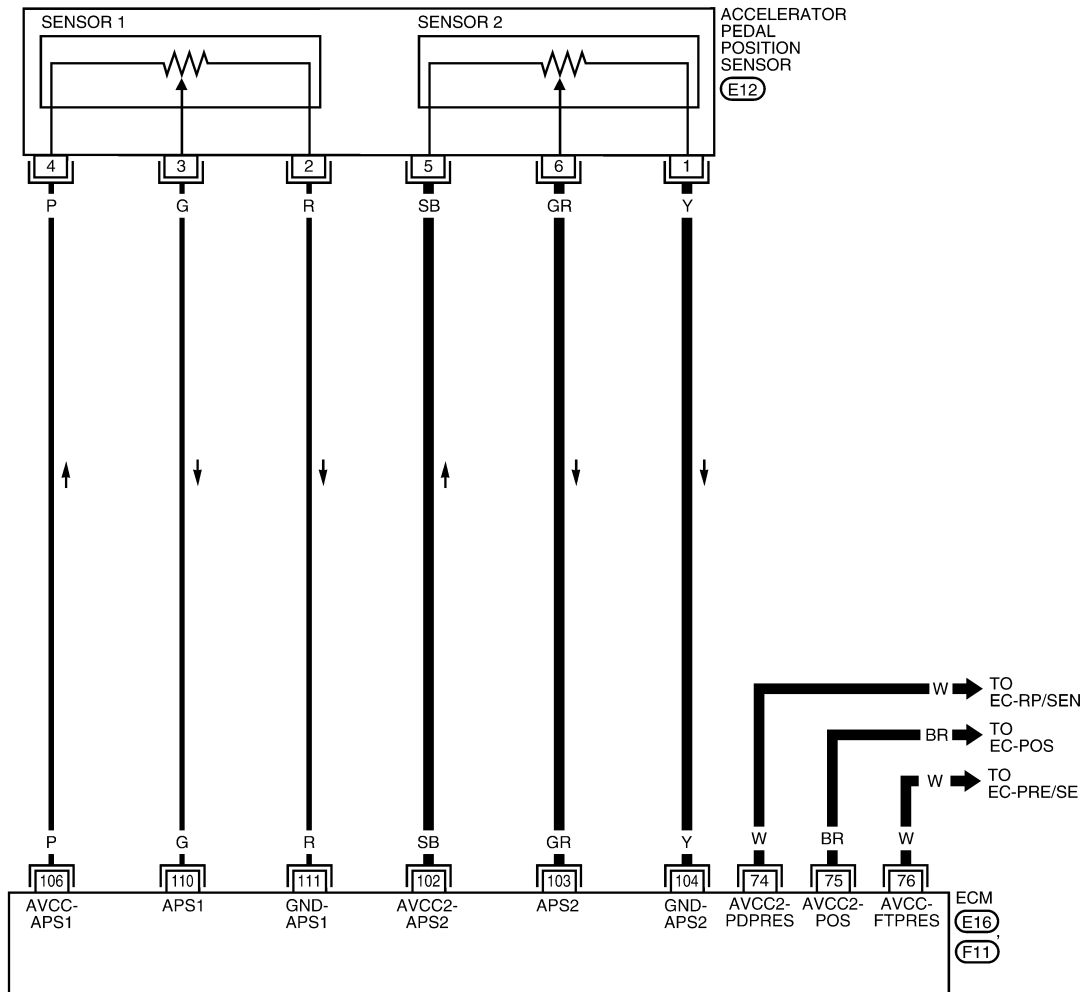 SENSOR 1
SENSOR 2
ACCELERATOR
PEDAL
POSITION
SENSOR
E12
4 3 2 5 6 1
P G R SB GR Y
W TO
EC-RP/SEN
BR TO
EC-POS
W TO
EC-PRE/SE
P G R SB GR Y W BR W
106 110 111 102 103 104 74 75 76
AVCC-
APS1
APS1
GND-
APS1
AVCC2-
APS2
APS2
GND-
APS2
AVCC2-
PDPRES
AVCC2-
POS
AVCC-
FTPRES
ECM
E16 ,
F11